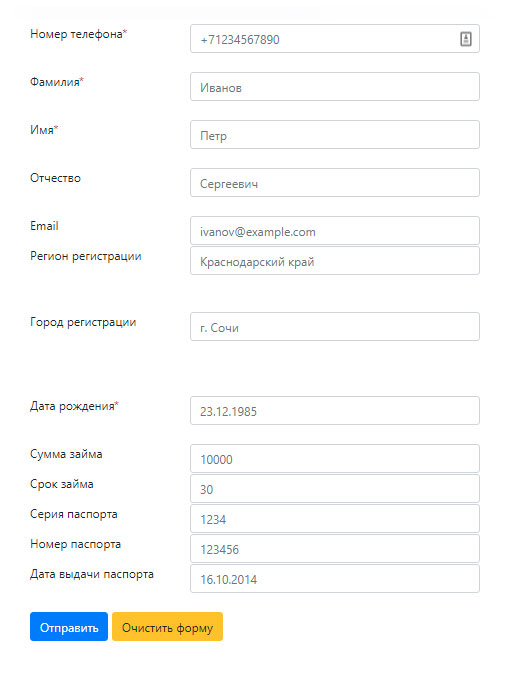 Номер телефона* +71234567890
Фамилия* Иванов
Имя* Петр
Отчество Сергеевич
Email ivanov@example.com
Регион регистрации Краснодарский край
Город регистрации г. Сочи
Дата рождения* 23.12.1985
Сумма займа 10000
Срок займа 30
Серия паспорта 1234
Номер паспорта 123456
Дата выдачи паспорта 16.10.2014
Отправить Очистить форму